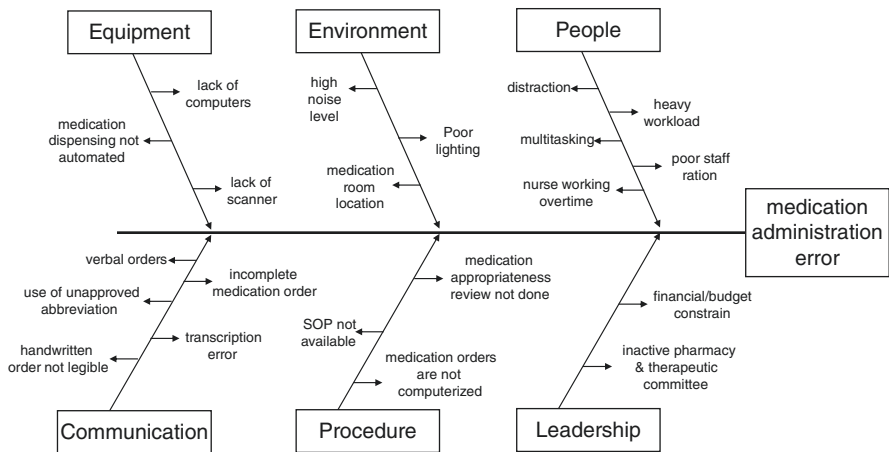 Equipment
Environment
People
lack of
computers
medication
dispensing not
automated
lack of
scanner
high
noise
level
Poor
lighting
medication
room
location
distraction
heavy
workload
multitasking
poor staff
ration
nurse working
overtime
medication
administration
error
verbal orders
incomplete
medication order
use of unapproved
abbreviation
transcription
error
handwritten
order not legible
medication
appropriateness
review not done
SOP not
available
medication orders
are not
computerized
financial/budget
constrain
inactive pharmacy
& therapeutic
committee
Communication
Procedure
Leadership